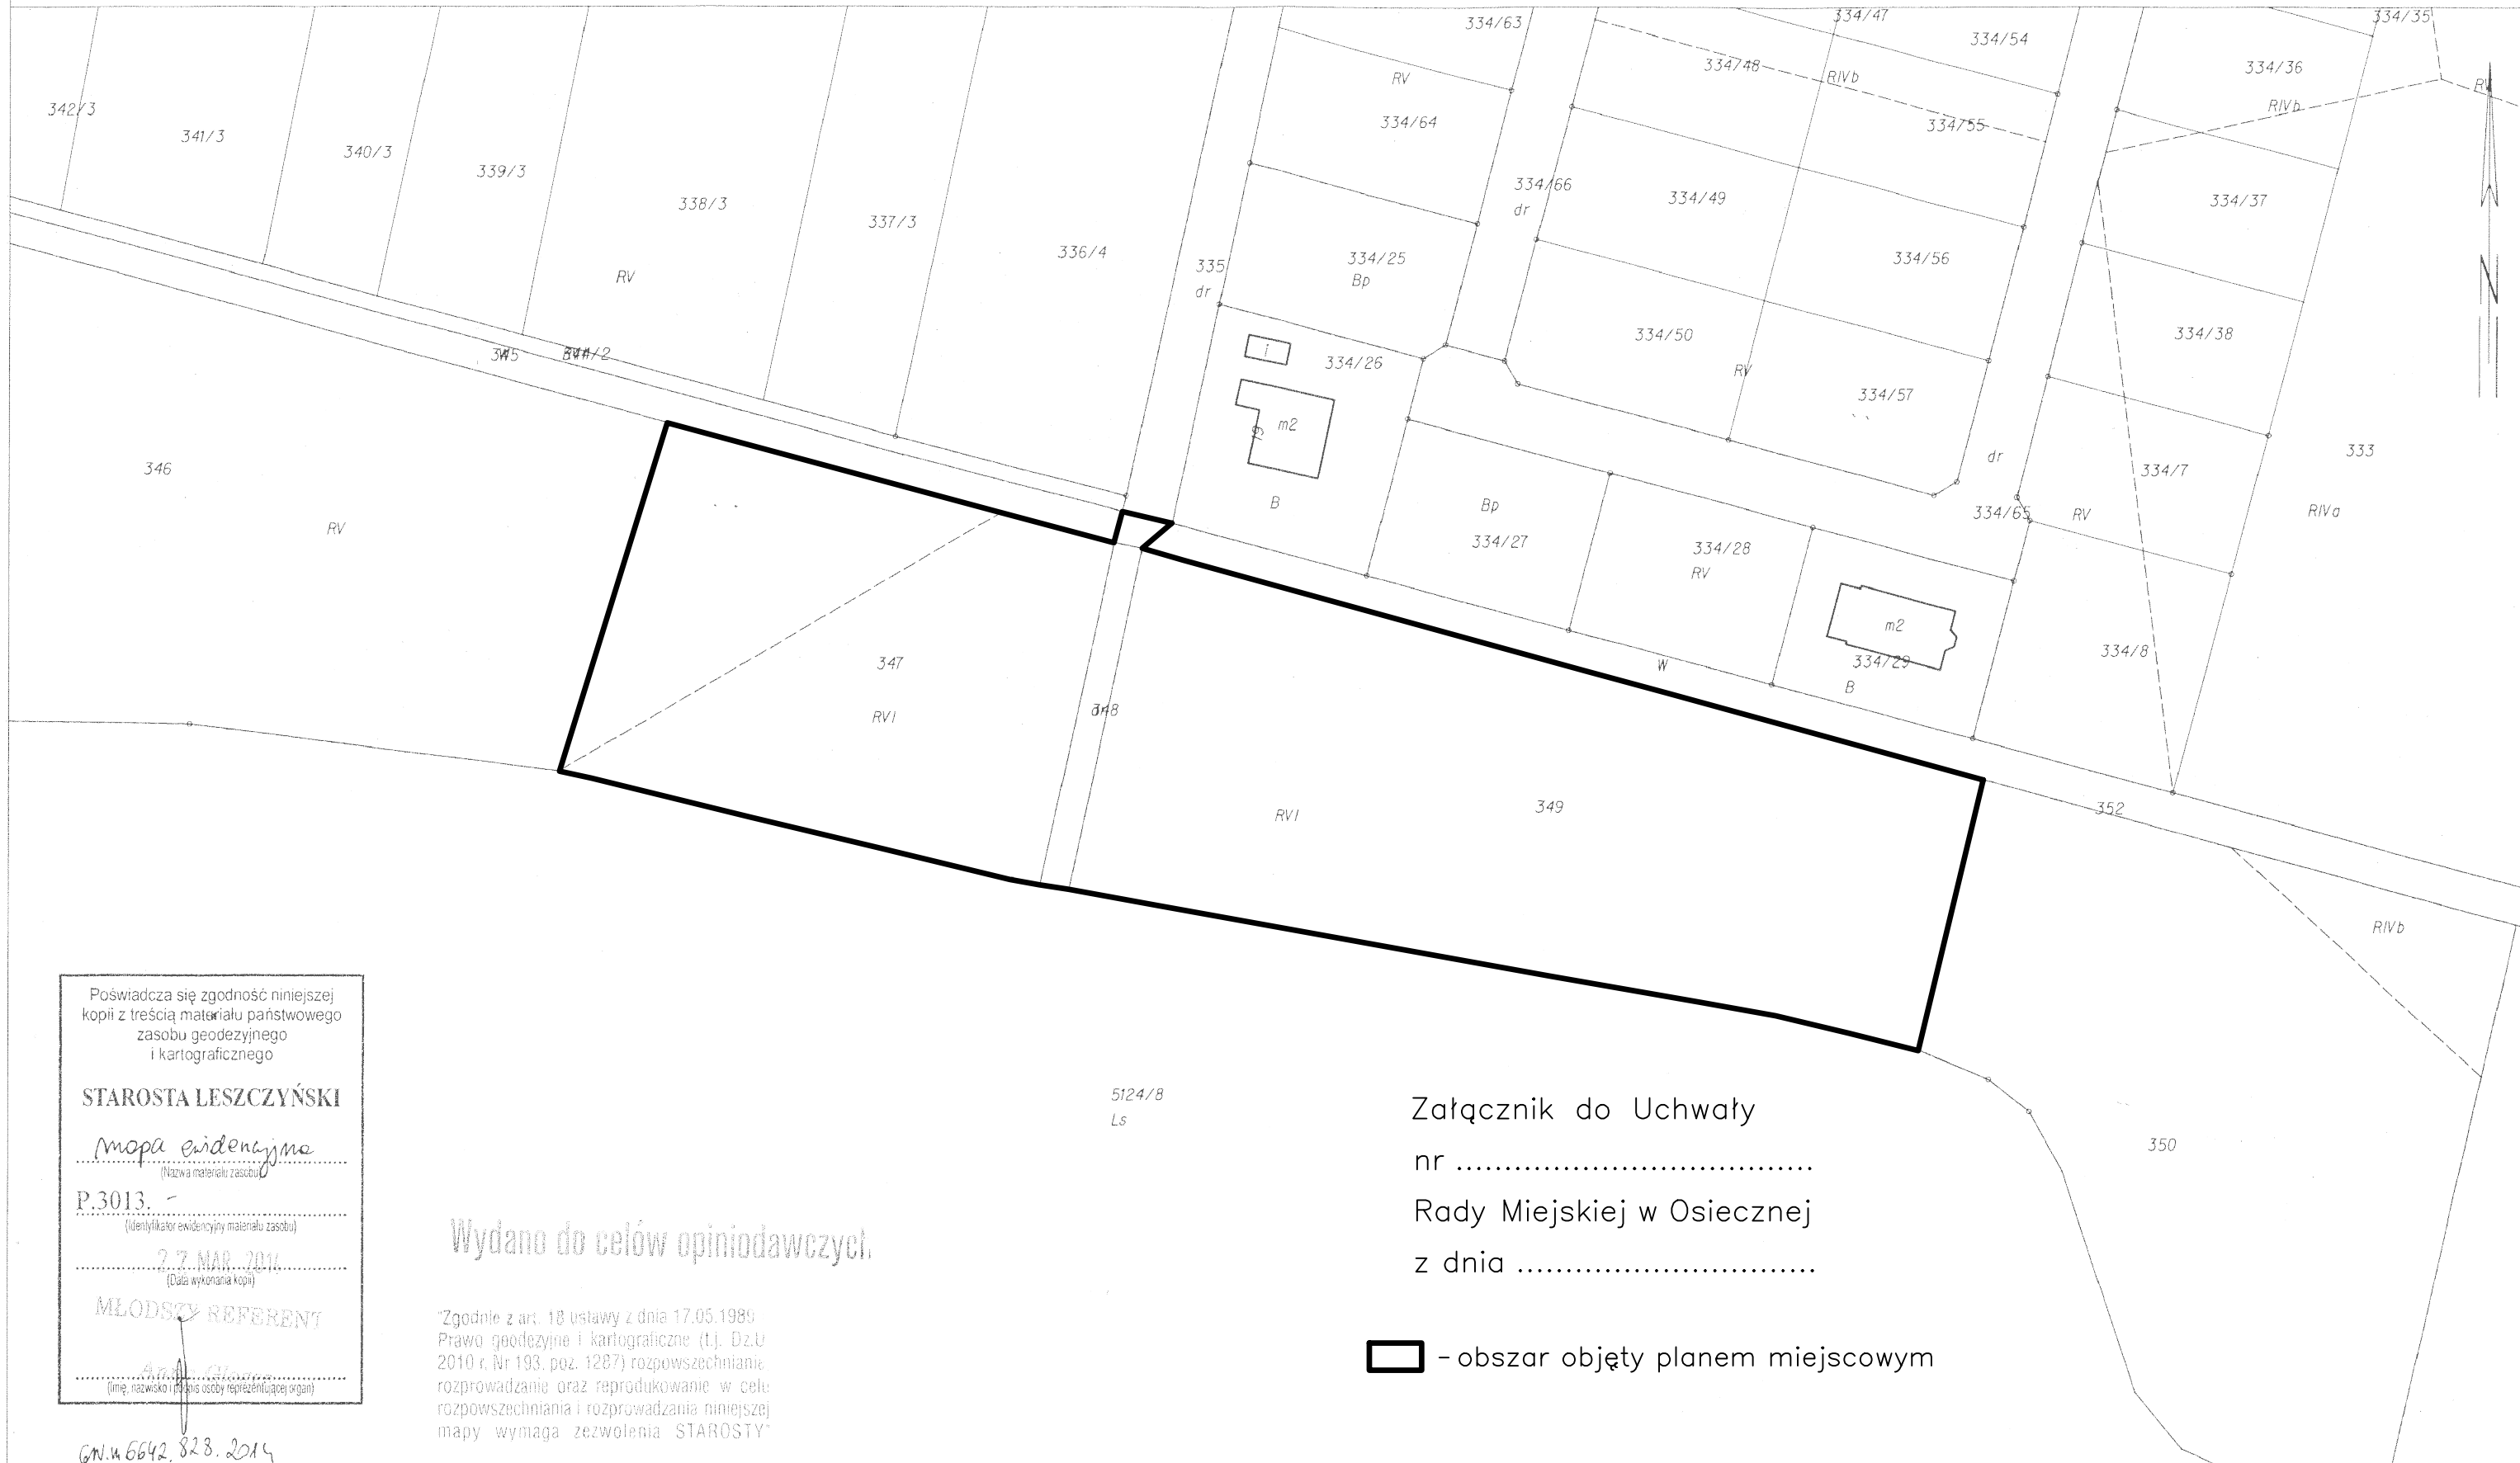 334/63
334/47
334/54
334/35
334/48
RIVb
334/36
RV
RIVb
RV
342/3
341/3
340/3
339/3
338/3
337/3
336/4
334/64
334/55
334/66
dr
334/49
334/37
335
dr
334/25
Bp
334/56
N
RV
334/38
334/50
345
344/2
i
334/26
RV
334/57
m2
346
dr
334/7
333
RV
B
Bp
334/27
334/65
RV
RIVa
334/28
RV
m2
334/29
334/8
W
B
347
RVI
348
dr
349
RVI
352
RIVb
350
5124/8
Ls
Poświadcza się zgodność niniejszej
kopii z treścią materiału państwowego
zasobu geodezyjnego
i kartograficznego
STAROSTA LESZCZYŃSKI
mapa ewidencyjna
(Nazwa materiału zasobu)
P.3013. -
(Identyfikator ewidencyjny materiału zasobu)
27 MAR. 2014
(Data wykonania kopii)
MŁODSZY REFERENT
Anna
(Imię, nazwisko i podpis osoby reprezentującej organ)
GN.m 6642.828.2014
Wydano do celów opiniodawczych
"Zgodnie z art. 18 ustawy z dnia 17.05.1989
Prawo geodezyjne i kartograficzne (t.j. Dz.U
2010 r. Nr 193, poz. 1287) rozpowszechnianie
rozprowadzanie oraz reprodukowanie w celu
rozpowszechniania i rozprowadzania niniejszej
mapy wymaga zezwolenia STAROSTY"
Załącznik do Uchwały
nr .....................................
Rady Miejskiej w Osiecznej
z dnia ...............................
- obszar objęty planem miejscowym